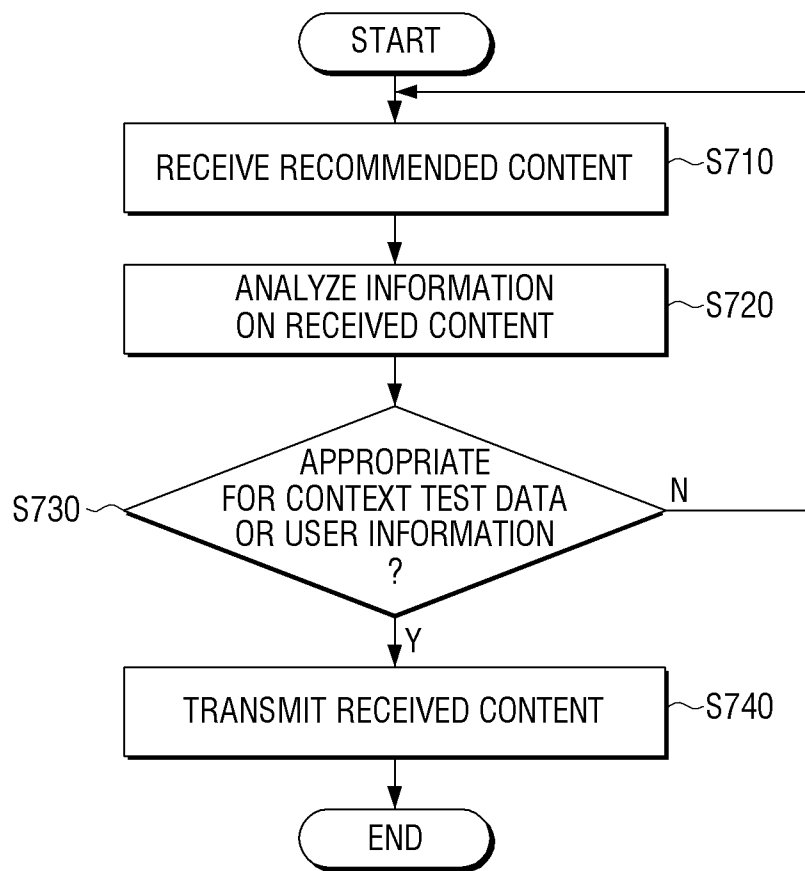 START
RECEIVE RECOMMENDED CONTENT
S710
ANALYZE INFORMATION
ON RECEIVED CONTENT
S720
APPROPRIATE
FOR CONTEXT TEST DATA
OR USER INFORMATION
?
S730
N
Y
TRANSMIT RECEIVED CONTENT
S740
END